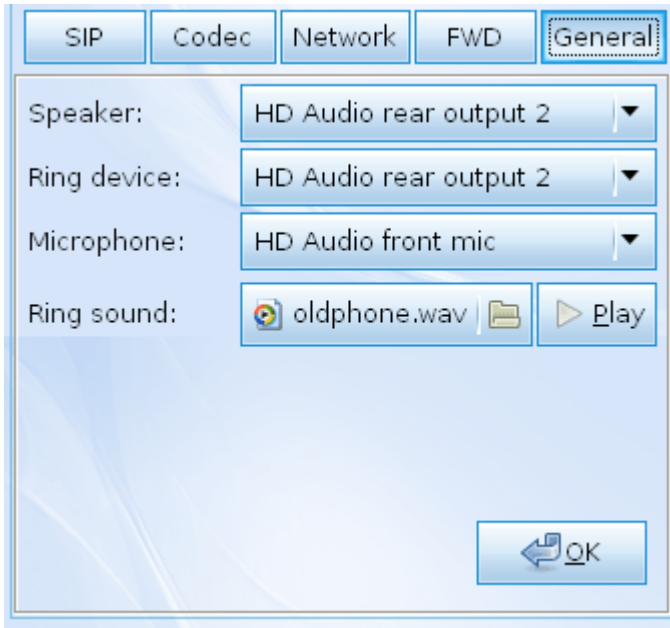 SIP Codec Network FWD General
Speaker: HD Audio rear output 2
Ring device: HD Audio rear output 2
Microphone: HD Audio front mic
Ring sound: oldphone.wav Play
OK